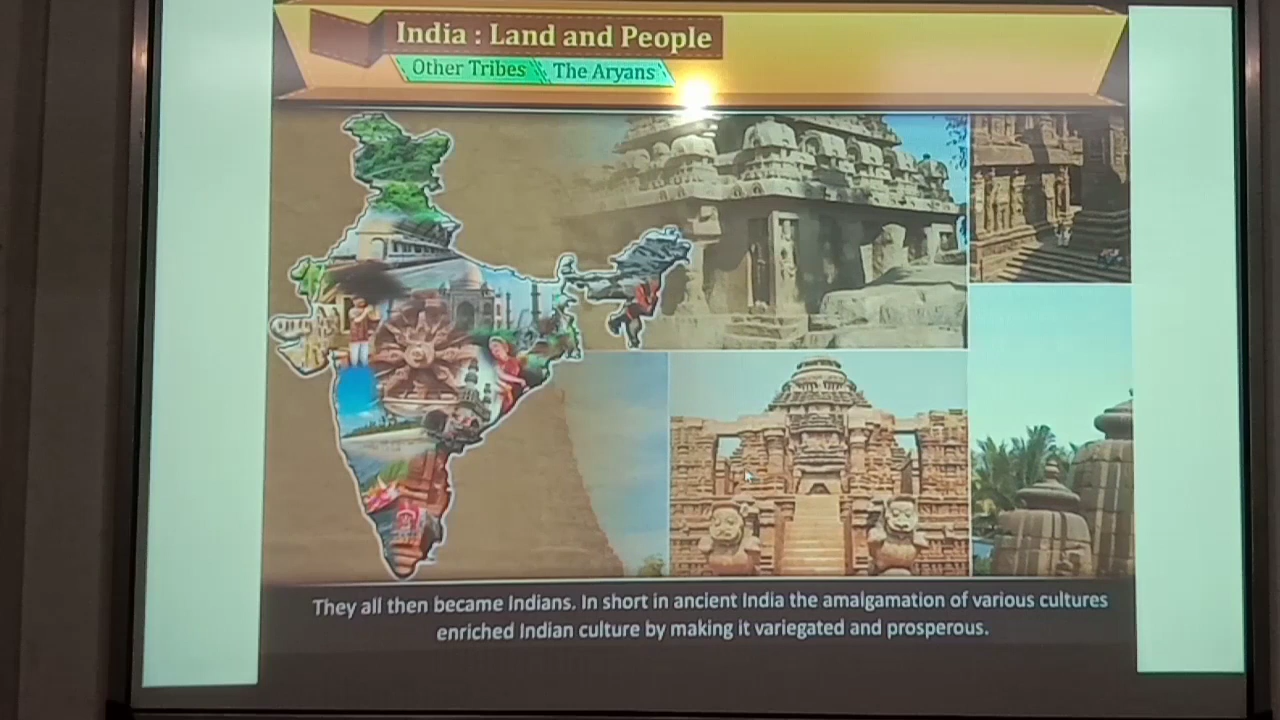 India : Land and People
Other Tribes The Aryans
They all then became Indians. In short in ancient India the amalgamation of various cultures
enriched Indian culture by making it variegated and prosperous.